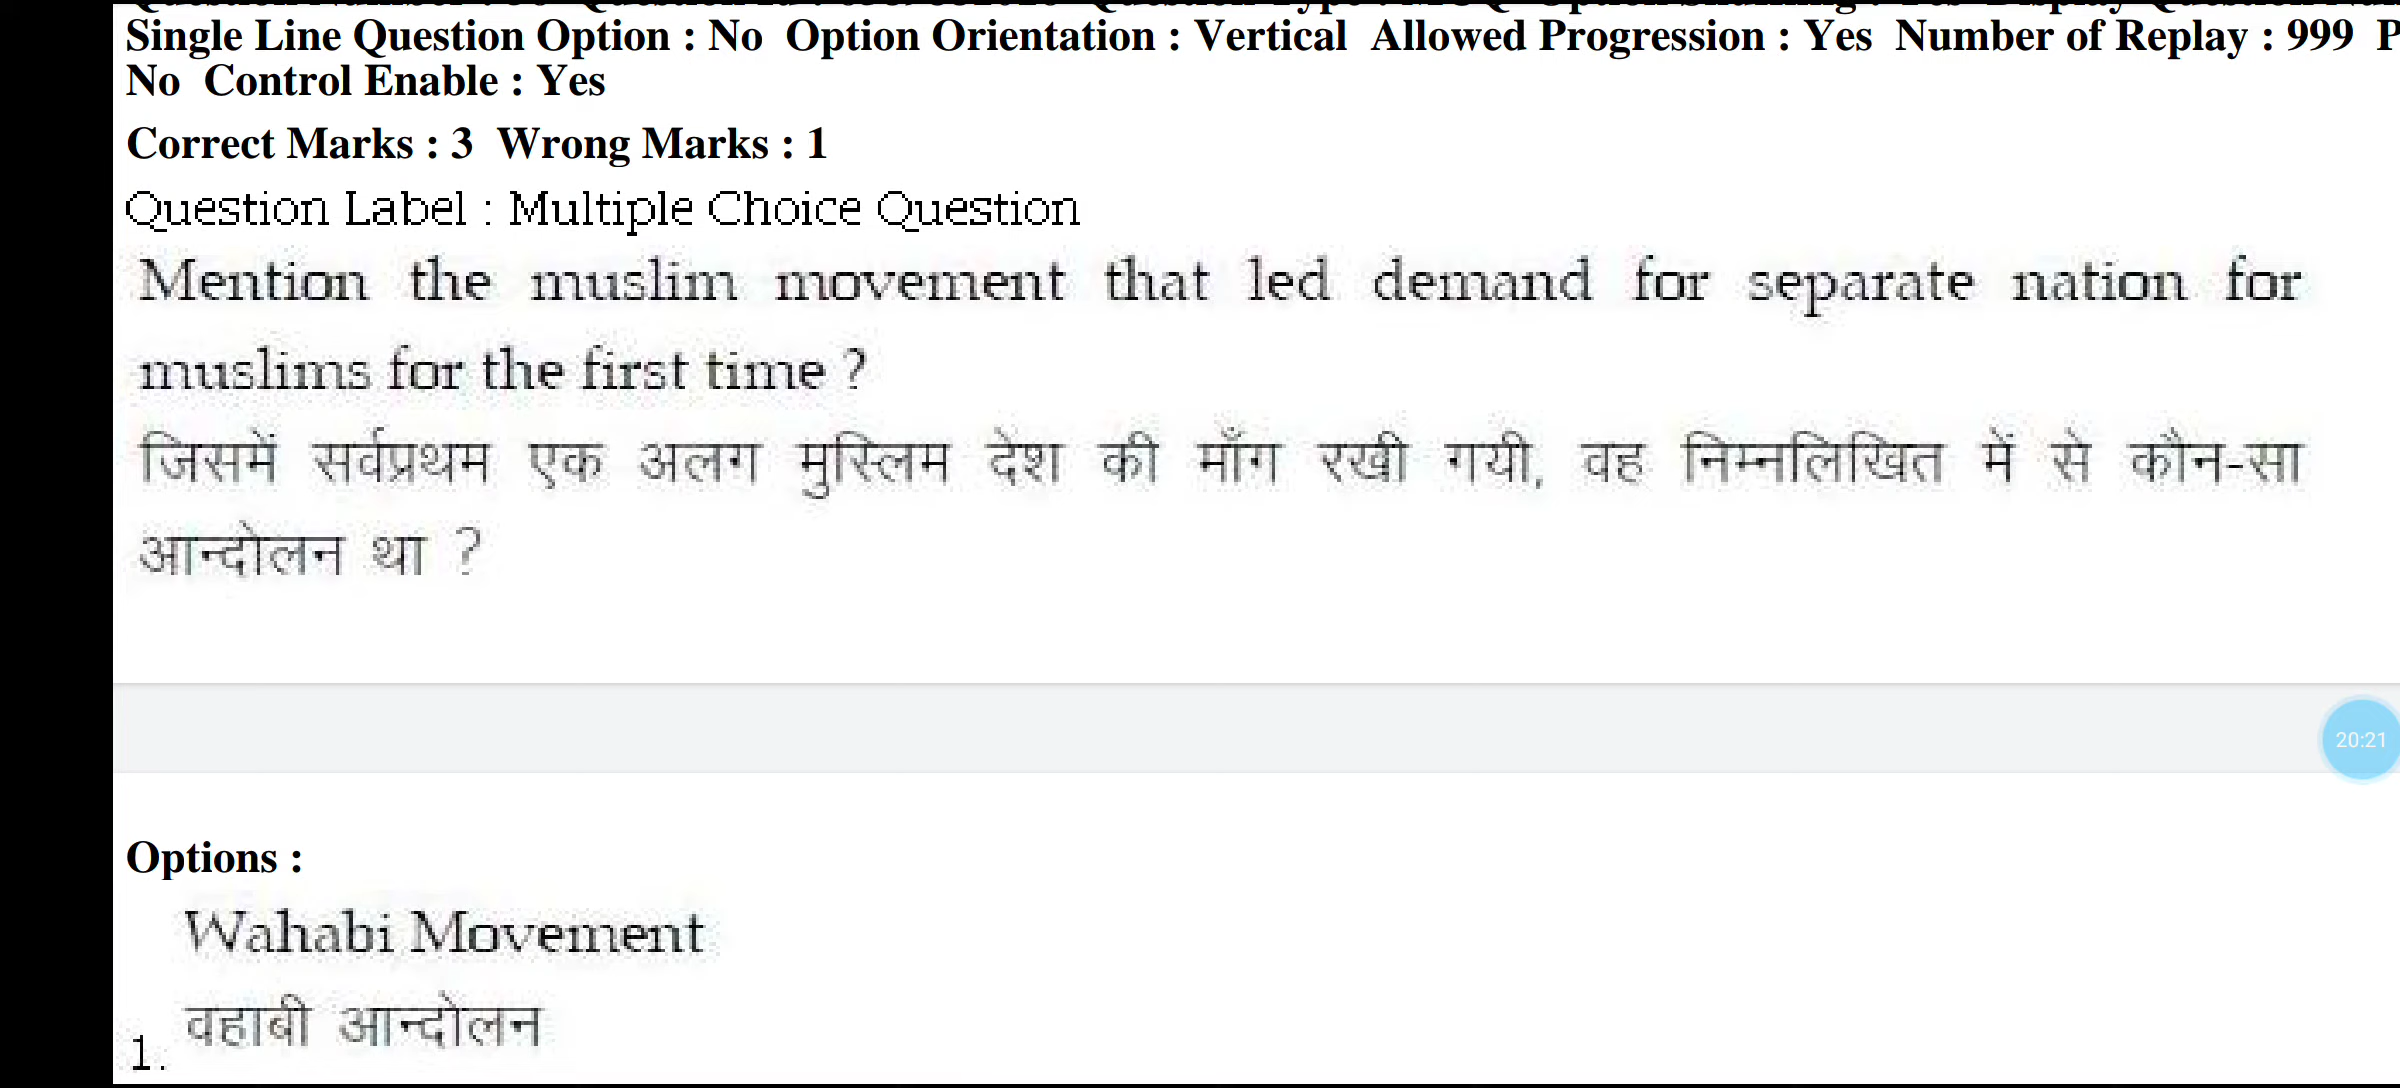 Single Line Question Option : No Option Orientation : Vertical Allowed Progression : Yes Number of Replay : 999 P
No Control Enable : Yes
Correct Marks : 3 Wrong Marks : 1
Question Label : Multiple Choice Question
Mention the muslim movement that led demand for separate nation for
muslims for the first time ?
जिसमें सर्वप्रथम एक अलग मुस्लिम देश की माँग रखी गयी, वह निम्नलिखित में से कौन-सा
आन्दोलन था ?
20:21
Options :
Wahabi Movement
वहाबी आन्दोलन
1.